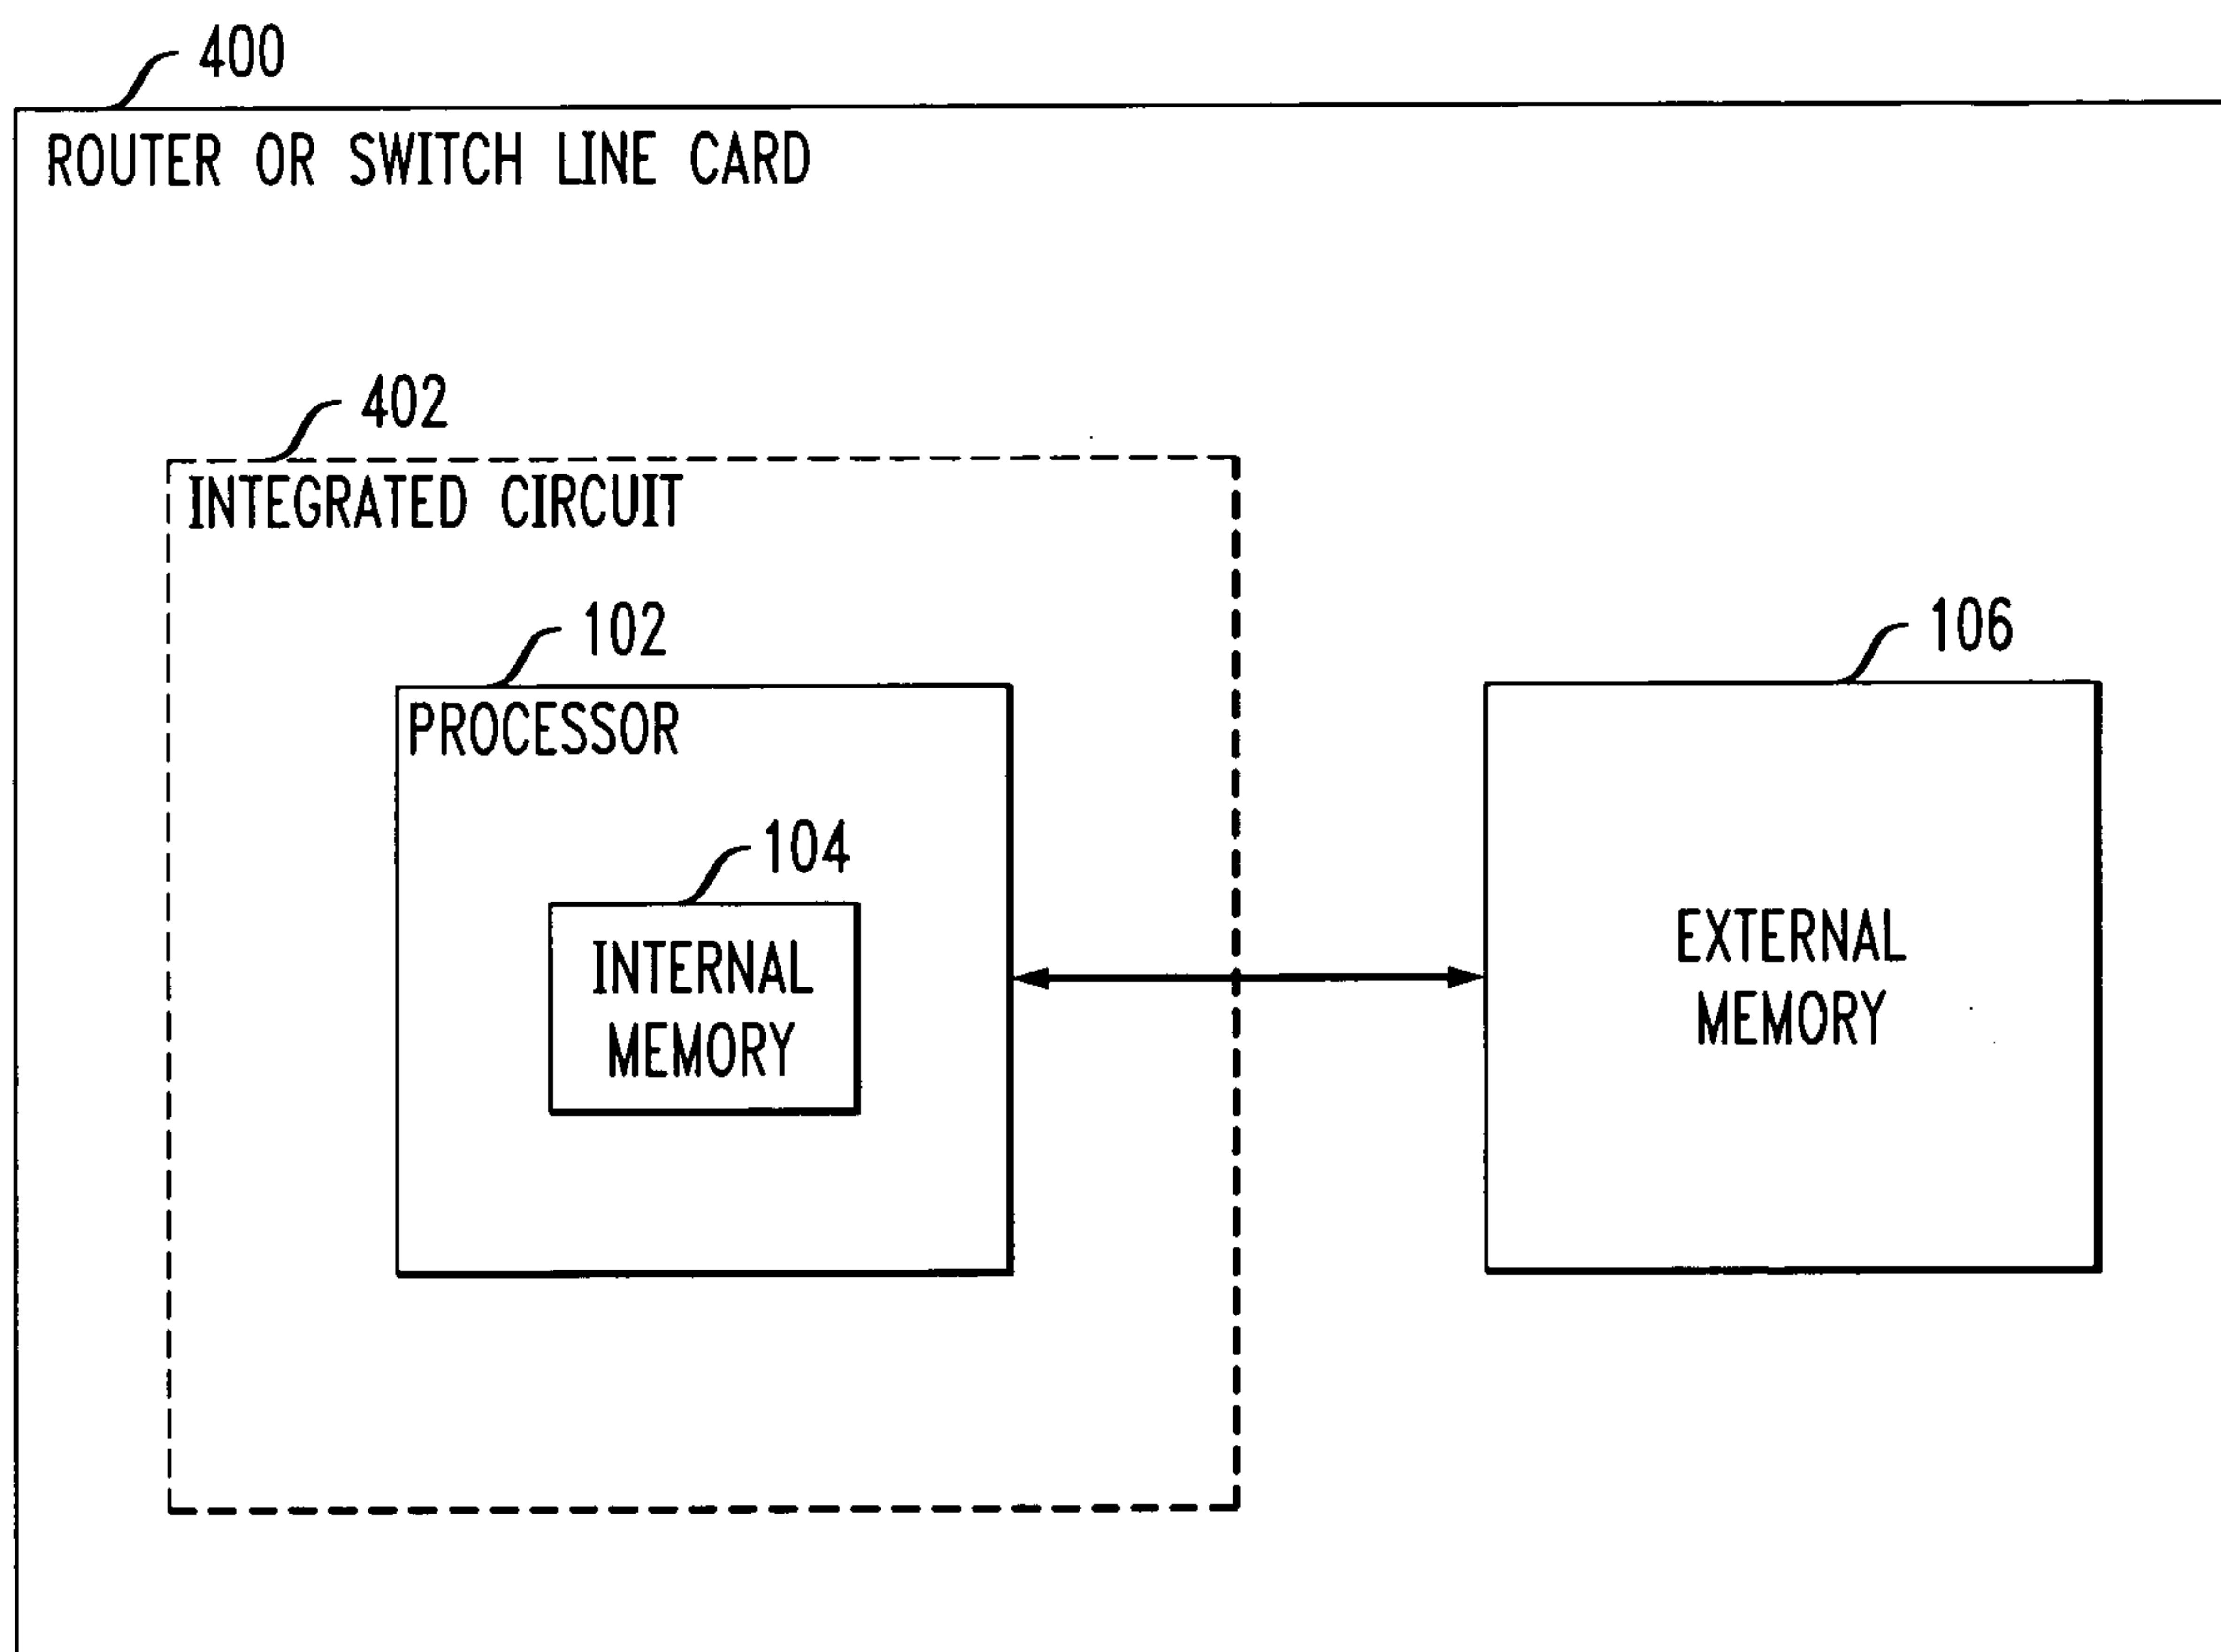 400
ROUTER OR SWITCH LINE CARD
402
INTEGRATED CIRCUIT
102
PROCESSOR
104
INTERNAL
MEMORY
106
EXTERNAL
MEMORY